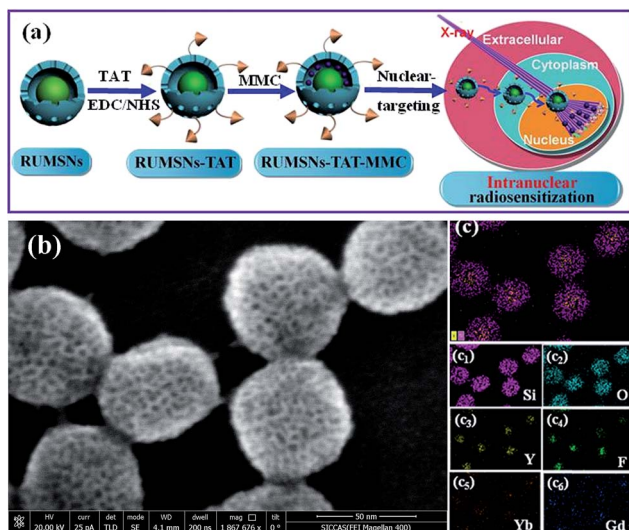 (a)
TAT
EDC/NHS
MMC
Nuclear-
targeting
X-ray
Extracellular
Cytoplasm
Nucleus
RUMSNs
RUMSNs-TAT
RUMSNs-TAT-MMC
Intranuclear
radiosensitization
(b)
(c)
(c1)
Si
(c2)
O
(c3)
Y
(c4)
F
(c5)
Yb
(c6)
Gd
HV curr det mode WD dwell mag tilt
20.00 kV 25 pA TLD SE 4.1 mm 200 ns 1 867 676 x 0 °
50 nm
SICCAS(FEI Magellan 400)